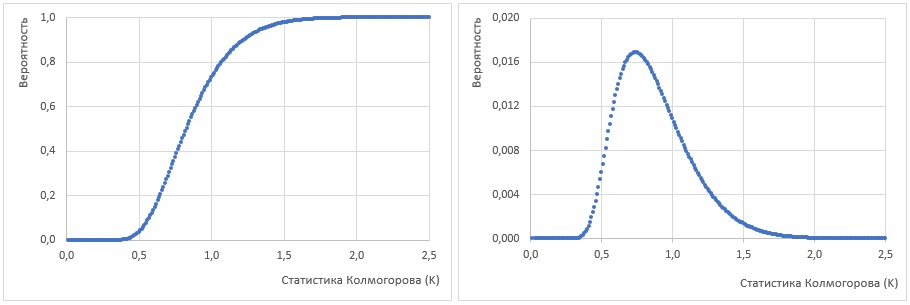 Вероятность
1,0
0,8
0,6
0,4
0,2
0,0
0,0 0,5 1,0 1,5 2,0 2,5
Статистика Колмогорова (K)
Вероятность
0,020
0,016
0,012
0,008
0,004
0,000
0,0 0,5 1,0 1,5 2,0 2,5
Статистика Колмогорова (K)